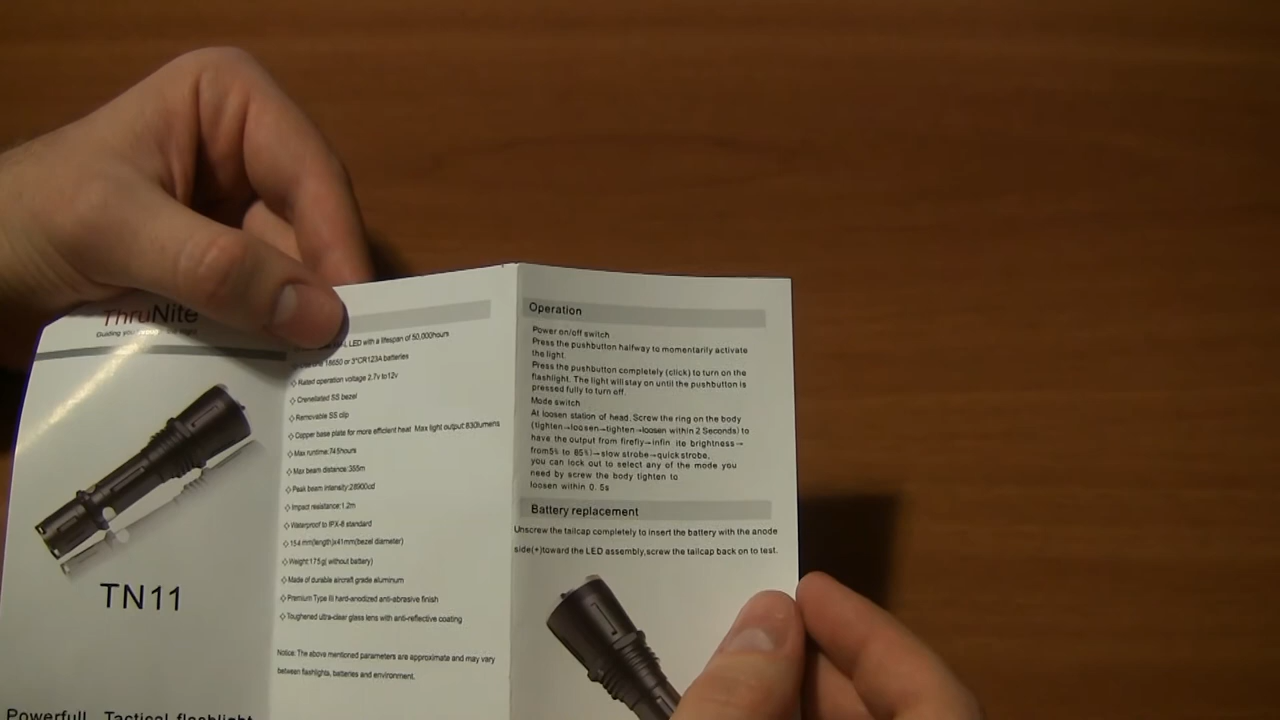 ThruNite
Guiding you
TN11
Powerfull Tactical flashlight
LED with a lifespan of 50,000hours
18650 or 3*CR123A batteries
◇Rated operation voltage 2.7v to12v
◇Crenellated SS bezel
◇Removable SS clip
◇Copper base plate for more efficient heat Max light output:830lumens
◇Max runtime:745hours
◇Max beam distance:355m
◇Peak beam intensity:28900cd
◇Impact resistance:1.2m
◇Waterproof to IPX-8 standard
◇154mm(length)x41mm(bezel diameter)
◇Weight:175g( without battery)
◇Made of durable aircraft grade aluminum
◇Premium Type III hard-anodized anti-abrasive finish
◇Toughened ultra-clear glass lens with anti-reflective coating
Notice: The above mentioned parameters are approximate and may vary
between flashlights, batteries and environment.
Operation
Power on/off switch
Press the pushbutton halfway to momentarily activate
the light.
Press the pushbutton completely (click) to turn on the
flashlight. The light will stay on until the pushbutton is
pressed fully to turn off.
Mode switch
At loosen station of head. Screw the ring on the body
(tighten→loosen→tighten→loosen within 2 Seconds) to
have the output from firefly→infin ite brightness→
from5% to 85%)→slow strobe→quick strobe,
you can lock out to select any of the mode you
need by screw the body tighten to
loosen within 0.5s
Battery replacement
Unscrew the tailcap completely to insert the battery with the anode
side(+)toward the LED assembly,screw the tailcap back on to test.